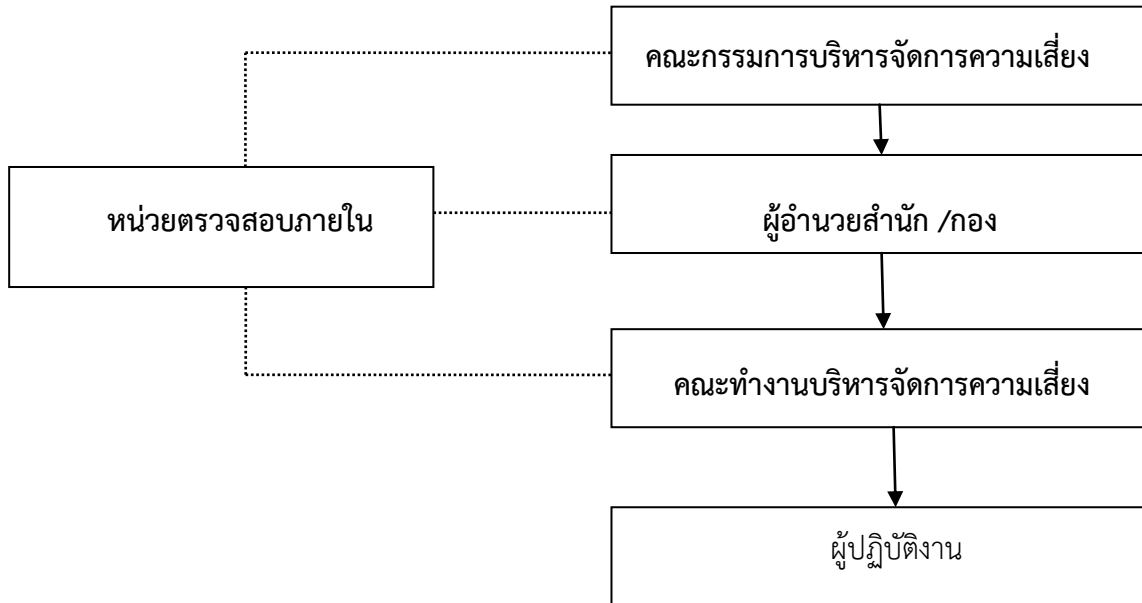 คณะกรรมการบริหารจัดการความเสี่ยง
หน่วยตรวจสอบภายใน
ผู้อำนวยสำนัก /กอง
คณะทำงานบริหารจัดการความเสี่ยง
ผู้ปฏิบัติงาน